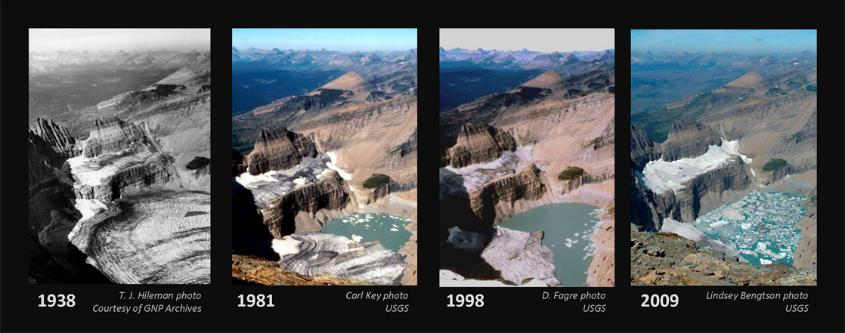 1938
T. J. Hileman photo
Courtesy of GNP Archives
1981
Carl Key photo
USGS
1998
D. Fagre photo
USGS
2009
Lindsey Bengtson photo
USGS